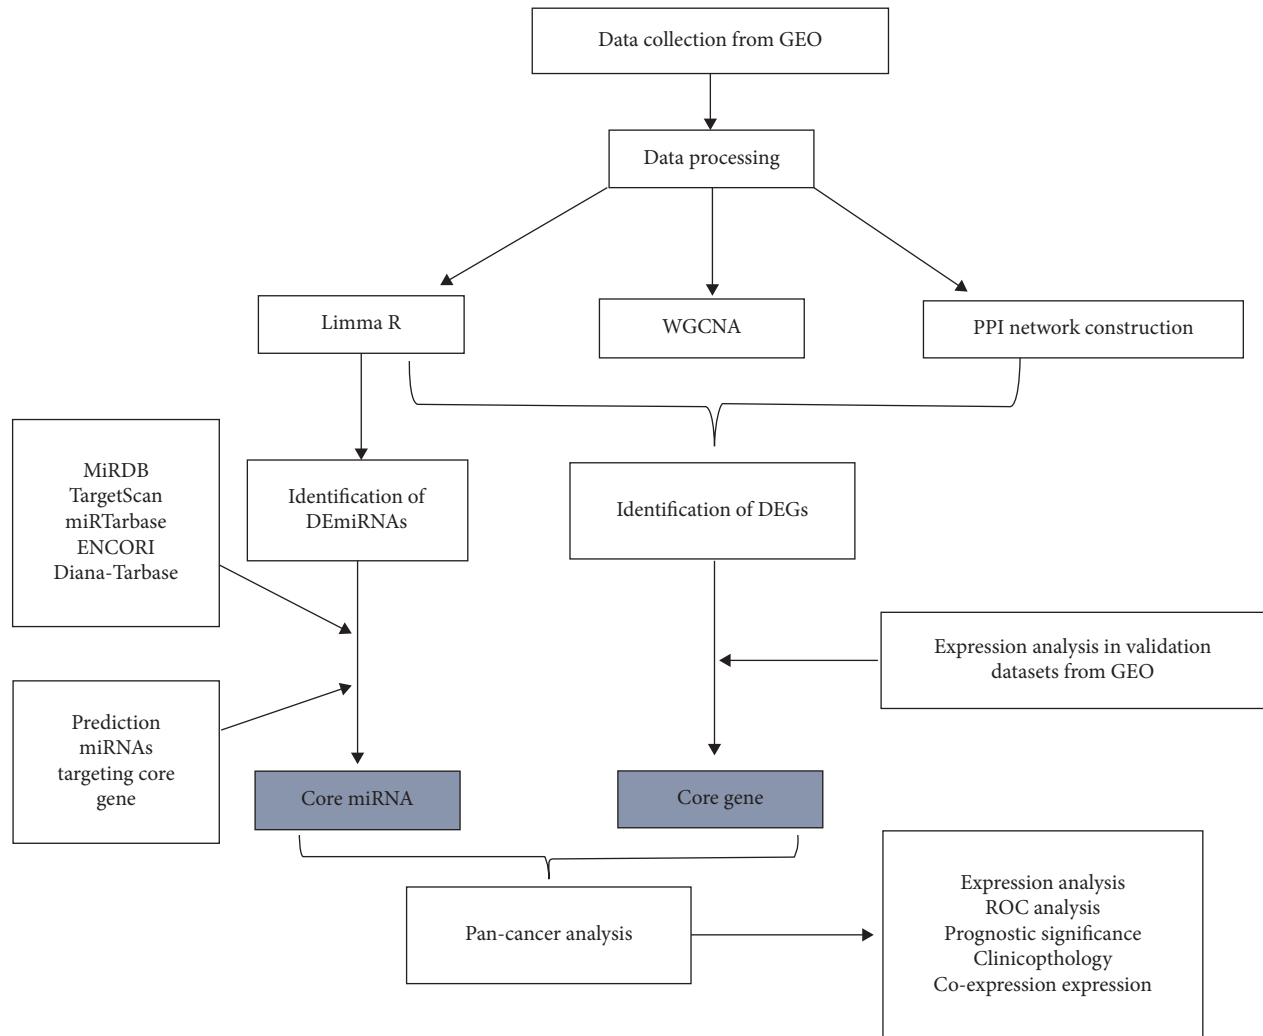 Data collection from GEO
Data processing
Limma R
WGCNA
PPI network construction
MiRDB
TargetScan
miRTarbase
ENCORI
Diana-Tarbase
Identification of
DEmiRNAs
Identification of DEGs
Expression analysis in validation
datasets from GEO
Prediction
miRNAs
targeting core
gene
Core miRNA
Core gene
Pan-cancer analysis
Expression analysis
ROC analysis
Prognostic significance
Clinicopthology
Co-expression expression